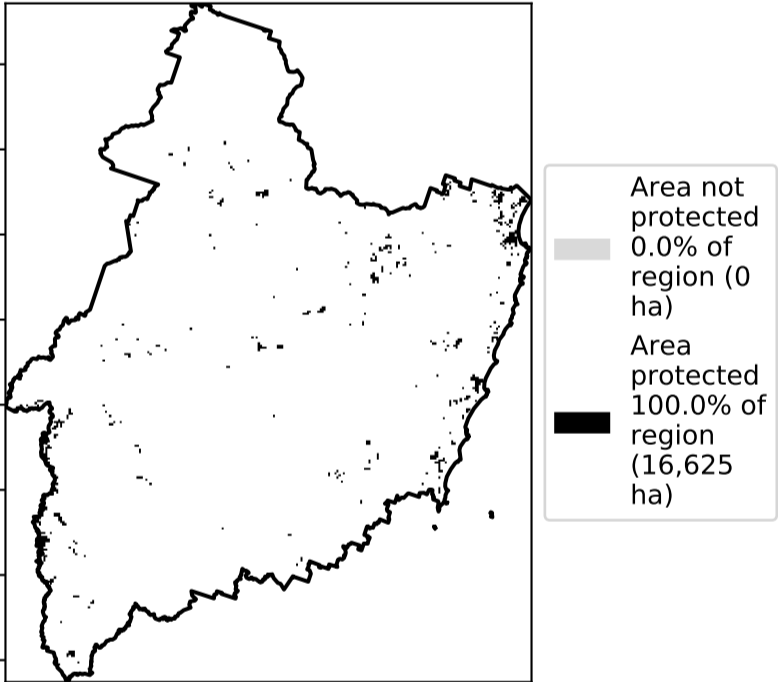 Area not
protected
0.0% of
region (0
ha)
Area
protected
100.0% of
region
(16,625
ha)